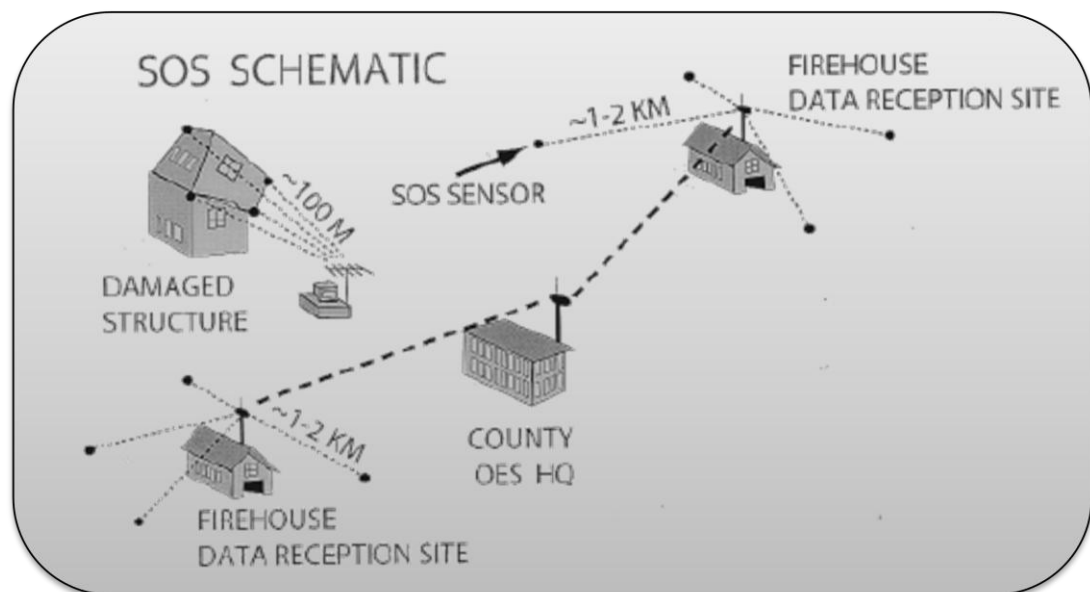 SOS SCHEMATIC
FIREHOUSE
DATA RECEPTION SITE
~1-2 KM
SOS SENSOR
~100 M
DAMAGED
STRUCTURE
~1-2 KM
COUNTY
OES HQ
FIREHOUSE
DATA RECEPTION SITE